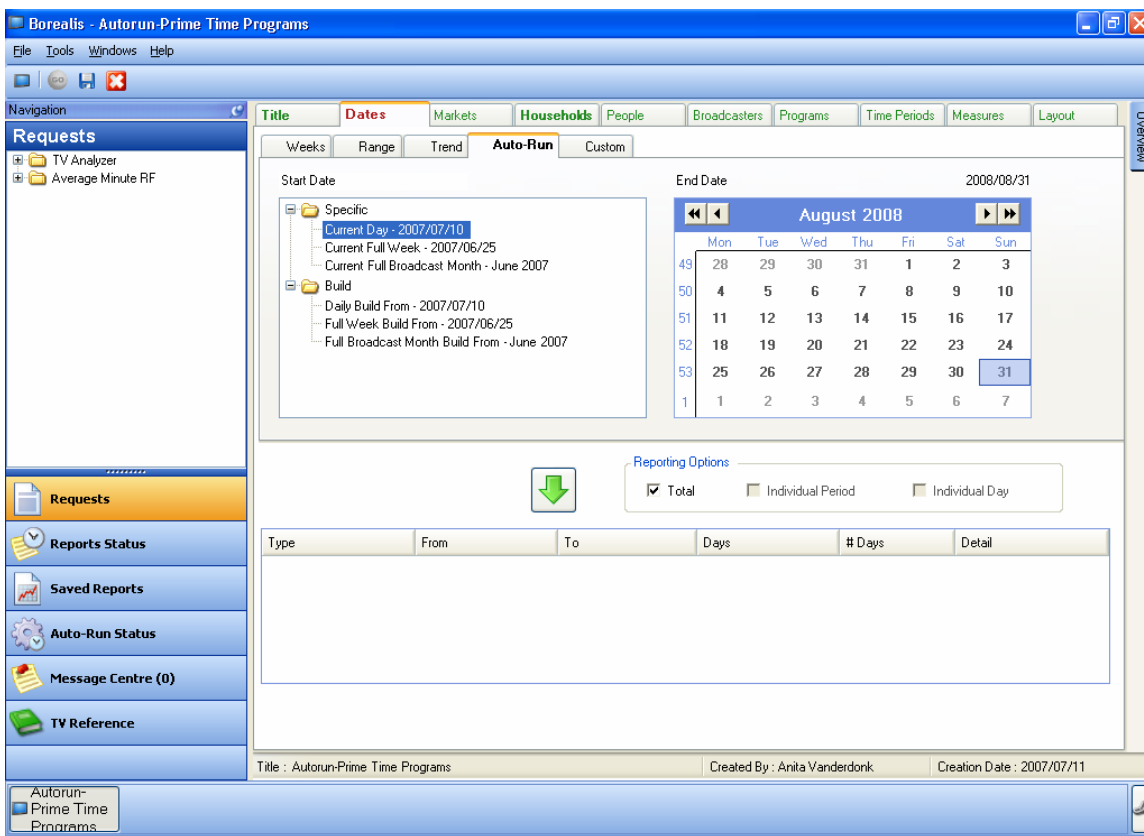 Borealis - Autorun-Prime Time Programs
File Tools Windows Help
GO
Navigation
Requests
TV Analyzer
Average Minute RF
Title Dates Markets Households People Broadcasters Programs Time Periods Measures Layout
Overview
Weeks Range Trend Auto-Run Custom
Start Date
End Date 2008/08/31
Specific
Current Day - 2007/07/10
Current Full Week - 2007/06/25
Current Full Broadcast Month - June 2007
Build
Daily Build From - 2007/07/10
Full Week Build From - 2007/06/25
Full Broadcast Month Build From - June 2007
August 2008
Mon Tue Wed Thu Fri Sat Sun
49 28 29 30 31 1 2 3
50 4 5 6 7 8 9 10
51 11 12 13 14 15 16 17
52 18 19 20 21 22 23 24
53 25 26 27 28 29 30 31
1 1 2 3 4 5 6 7
Reporting Options
Total Individual Period Individual Day
Type From To Days # Days Detail
Requests
Reports Status
Saved Reports
Auto-Run Status
Message Centre (0)
TV Reference
Title : Autorun-Prime Time Programs Created By : Anita Vanderdonk Creation Date : 2007/07/11
Autorun-
Prime Time
Programs